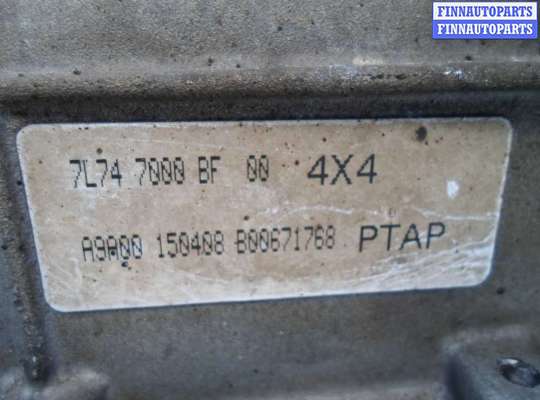 FINNAUTOPARTS
FINNAUTOPARTS
7L74 7000 BF 00 4X4
A9A00 150408 B00671768 PTAP